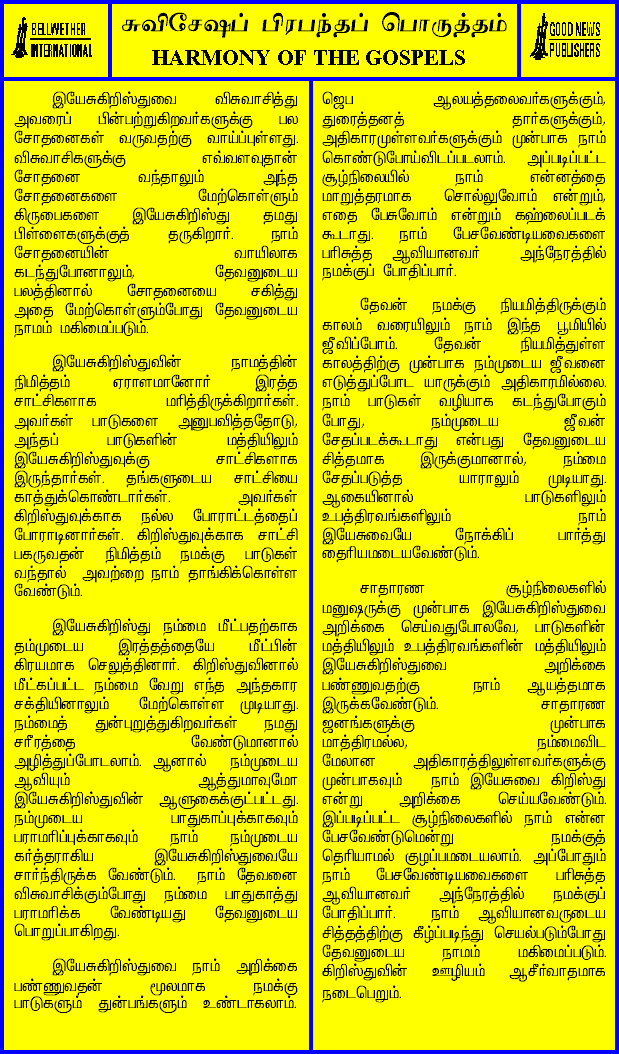 BELLWETHER
INTERNATIONAL
சுவிசேஷப் பிரபந்தப் பொருத்தம்
HARMONY OF THE GOSPELS
GOOD NEWS
PUBLISHERS
இயேசுகிறிஸ்துவை விசுவாசித்து
அவரைப் பின்பற்றுகிறவர்களுக்கு பல
சோதனைகள் வருவதற்கு வாய்ப்புள்ளது.
விசுவாசிகளுக்கு எவ்வளவுதான்
சோதனை வந்தாலும் அந்த
சோதனைகளை மேற்கொள்ளும்
கிருபைகளை இயேசுகிறிஸ்து தமது
பிள்ளைகளுக்குத் தருகிறார். நாம்
சோதனையின் வாயிலாக
கடந்துபோனாலும், தேவனுடைய
பலத்தினால் சோதனையை சகித்து
அதை மேற்கொள்ளும்போது தேவனுடைய
நாமம் மகிமைப்படும்.
இயேசுகிறிஸ்துவின் நாமத்தின்
நிமித்தம் ஏராளமானோர் இரத்த
சாட்சிகளாக மரித்திருக்கிறார்கள்.
அவர்கள் பாடுகளை அனுபவித்ததோடு,
அந்தப் பாடுகளின் மத்தியிலும்
இயேசுகிறிஸ்துவுக்கு சாட்சிகளாக
இருந்தார்கள். தங்களுடைய சாட்சியை
காத்துக்கொண்டார்கள். அவர்கள்
கிறிஸ்துவுக்காக நல்ல போராட்டத்தைப்
போராடினார்கள். கிறிஸ்துவுக்காக சாட்சி
பகருவதன் நிமித்தம் நமக்கு பாடுகள்
வந்தால் அவற்றை நாம் தாங்கிக்கொள்ள
வேண்டும்.
இயேசுகிறிஸ்து நம்மை மீட்பதற்காக
தம்முடைய இரத்தத்தையே மீட்பின்
கிரயமாக செலுத்தினார். கிறிஸ்துவினால்
மீட்கப்பட்ட நம்மை வேறு எந்த அந்தகார
சக்தியினாலும் மேற்கொள்ள முடியாது.
நம்மைத் துன்புறுத்துகிறவர்கள் நமது
சரீரத்தை வேண்டுமானால்
அழித்துப்போடலாம். ஆனால் நம்முடைய
ஆவியும் ஆத்துமாவுமோ
இயேசுகிறிஸ்துவின் ஆளுகைக்குட்பட்டது.
நம்முடைய பாதுகாப்புக்காகவும்
பராமரிப்புக்காகவும் நாம் நம்முடைய
கர்த்தராகிய இயேசுகிறிஸ்துவையே
சார்ந்திருக்க வேண்டும். நாம் தேவனை
விசுவாசிக்கும்போது நம்மை பாதுகாத்து
பராமரிக்க வேண்டியது தேவனுடைய
பொறுப்பாகிறது.
இயேசுகிறிஸ்துவை நாம் அறிக்கை
பண்ணுவதன் மூலமாக நமக்கு
பாடுகளும் துன்பங்களும் உண்டாகலாம்.
ஜெப ஆலயத்தலைவர்களுக்கும்,
துரைத்தனத் தார்களுக்கும்,
அதிகாரமுள்ளவர்களுக்கும் முன்பாக நாம்
கொண்டுபோய்விடப்படலாம். அப்படிப்பட்ட
சூழ்நிலையில் நாம் என்னத்தை
மாறுத்தரமாக சொல்லுவோம் என்றும்,
எதை பேசுவோம் என்றும் கஹலைப்படக்
கூடாது. நாம் பேசவேண்டியவைகளை
பரிசுத்த ஆவியானவர் அந்நேரத்தில்
நமக்குப் போதிப்பார்.
தேவன் நமக்கு நியமித்திருக்கும்
காலம் வரையிலும் நாம் இந்த பூமியில்
ஜீவிப்போம். தேவன் நியமித்துள்ள
காலத்திற்கு முன்பாக நம்முடைய ஜீவனை
எடுத்துப்போட யாருக்கும் அதிகாரமில்லை.
நாம் பாடுகள் வழியாக கடந்துபோகும்
போது, நம்முடைய ஜீவன்
சேதப்படக்கூடாது என்பது தேவனுடைய
சித்தமாக இருக்குமானால், நம்மை
சேதப்படுத்த யாராலும் முடியாது.
ஆகையினால் பாடுகளிலும்
உபத்திரவங்களிலும் நாம்
இயேசுவையே நோக்கிப் பார்த்து
தைரியமடையவேண்டும்.
சாதாரண சூழ்நிலைகளில்
மனுஷருக்கு முன்பாக இயேசுகிறிஸ்துவை
அறிக்கை செய்வதுபோலவே, பாடுகளின்
மத்தியிலும் உபத்திரவங்களின் மத்தியிலும்
இயேசுகிறிஸ்துவை அறிக்கை
பண்ணுவதற்கு நாம் ஆயத்தமாக
இருக்கவேண்டும். சாதாரண
ஜனங்களுக்கு முன்பாக
மாத்திரமல்ல, நம்மைவிட
மேலான அதிகாரத்திலுள்ளவர்களுக்கு
முன்பாகவும் நாம் இயேசுவை கிறிஸ்து
என்று அறிக்கை செய்யவேண்டும்.
இப்படிப்பட்ட சூழ்நிலைகளில் நாம் என்ன
பேசவேண்டுமென்று நமக்குத்
தெரியாமல் குழப்பமடையலாம். அப்போதும்
நாம் பேசவேண்டியவைகளை பரிசுத்த
ஆவியானவர் அந்நேரத்தில் நமக்குப்
போதிப்பார். நாம் ஆவியானவருடைய
சித்தத்திற்கு கீழ்ப்படிந்து செயல்படும்போது
தேவனுடைய நாமம் மகிமைப்படும்.
கிறிஸ்துவின் ஊழியம் ஆசீர்வாதமாக
நடைபெறும்.